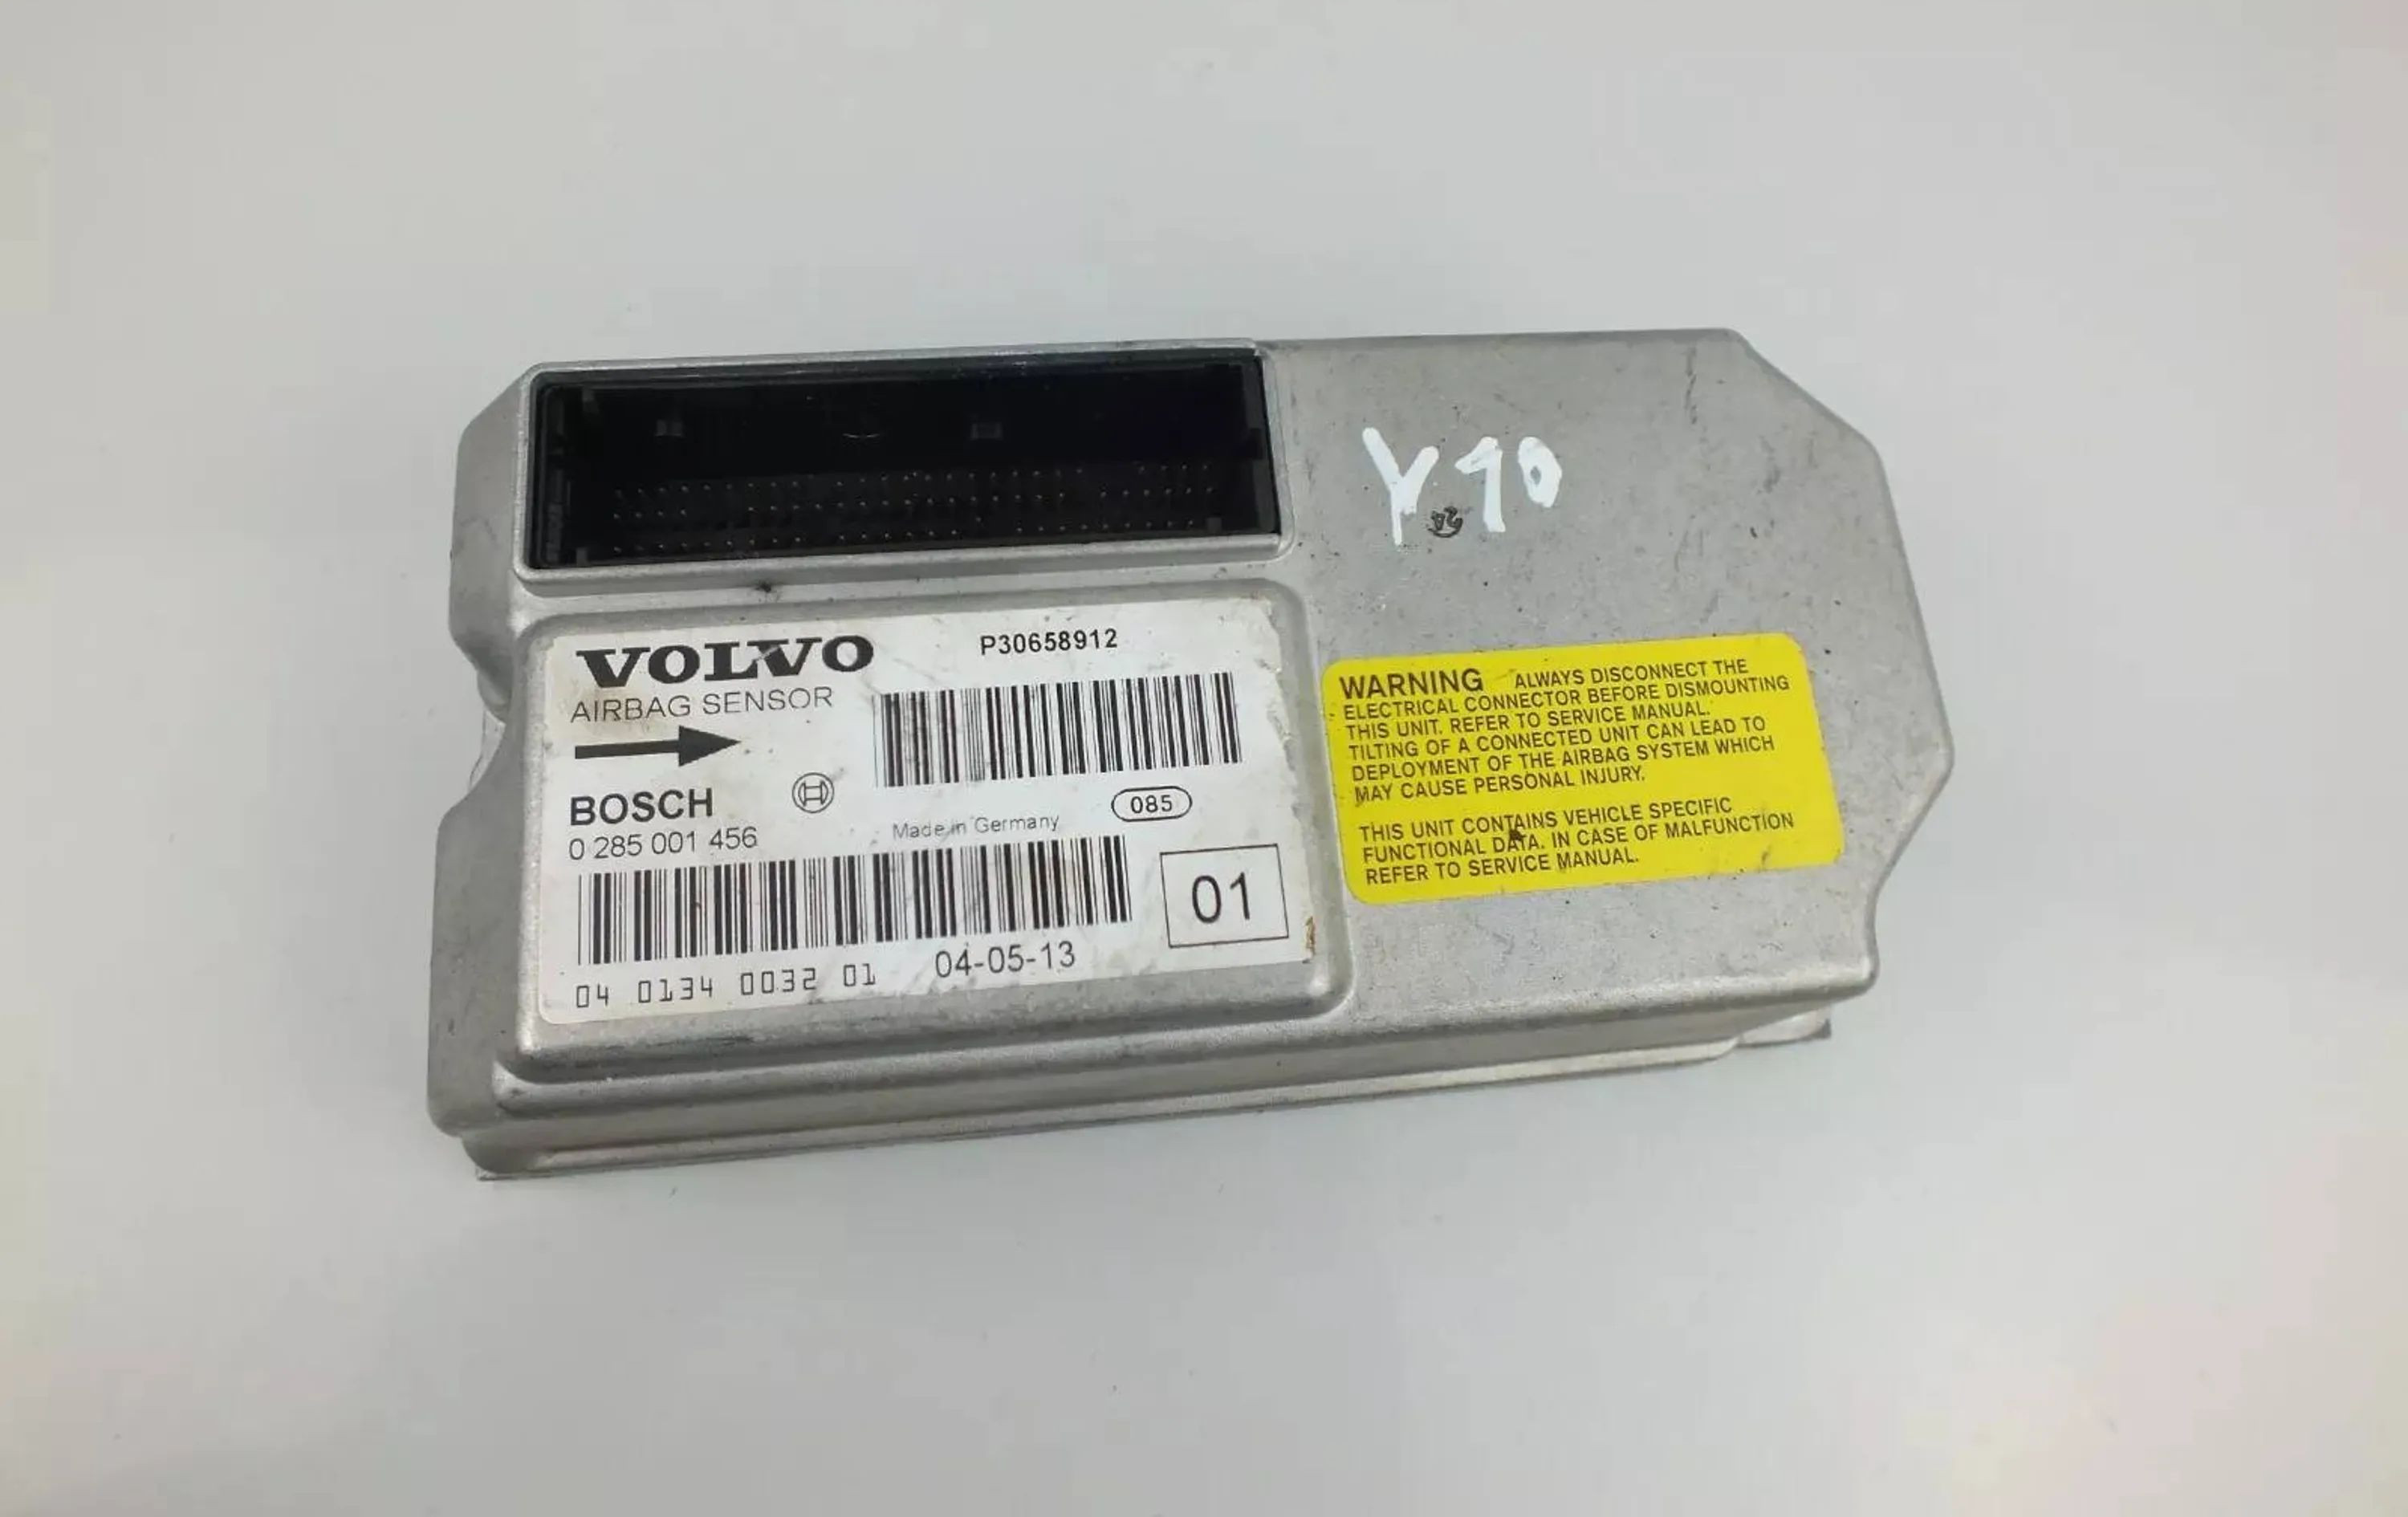 Y10
VOLVO
P30658912
AIRBAG SENSOR
BOSCH
085
Made in Germany
0 285 001 456
01
04-05-13
04 0134 0032 01
WARNING ALWAYS DISCONNECT THE
ELECTRICAL CONNECTOR BEFORE DISMOUNTING
THIS UNIT. REFER TO SERVICE MANUAL.
TILTING OF A CONNECTED UNIT CAN LEAD TO
DEPLOYMENT OF THE AIRBAG SYSTEM WHICH
MAY CAUSE PERSONAL INJURY.
THIS UNIT CONTAINS VEHICLE SPECIFIC
FUNCTIONAL DATA. IN CASE OF MALFUNCTION
REFER TO SERVICE MANUAL.